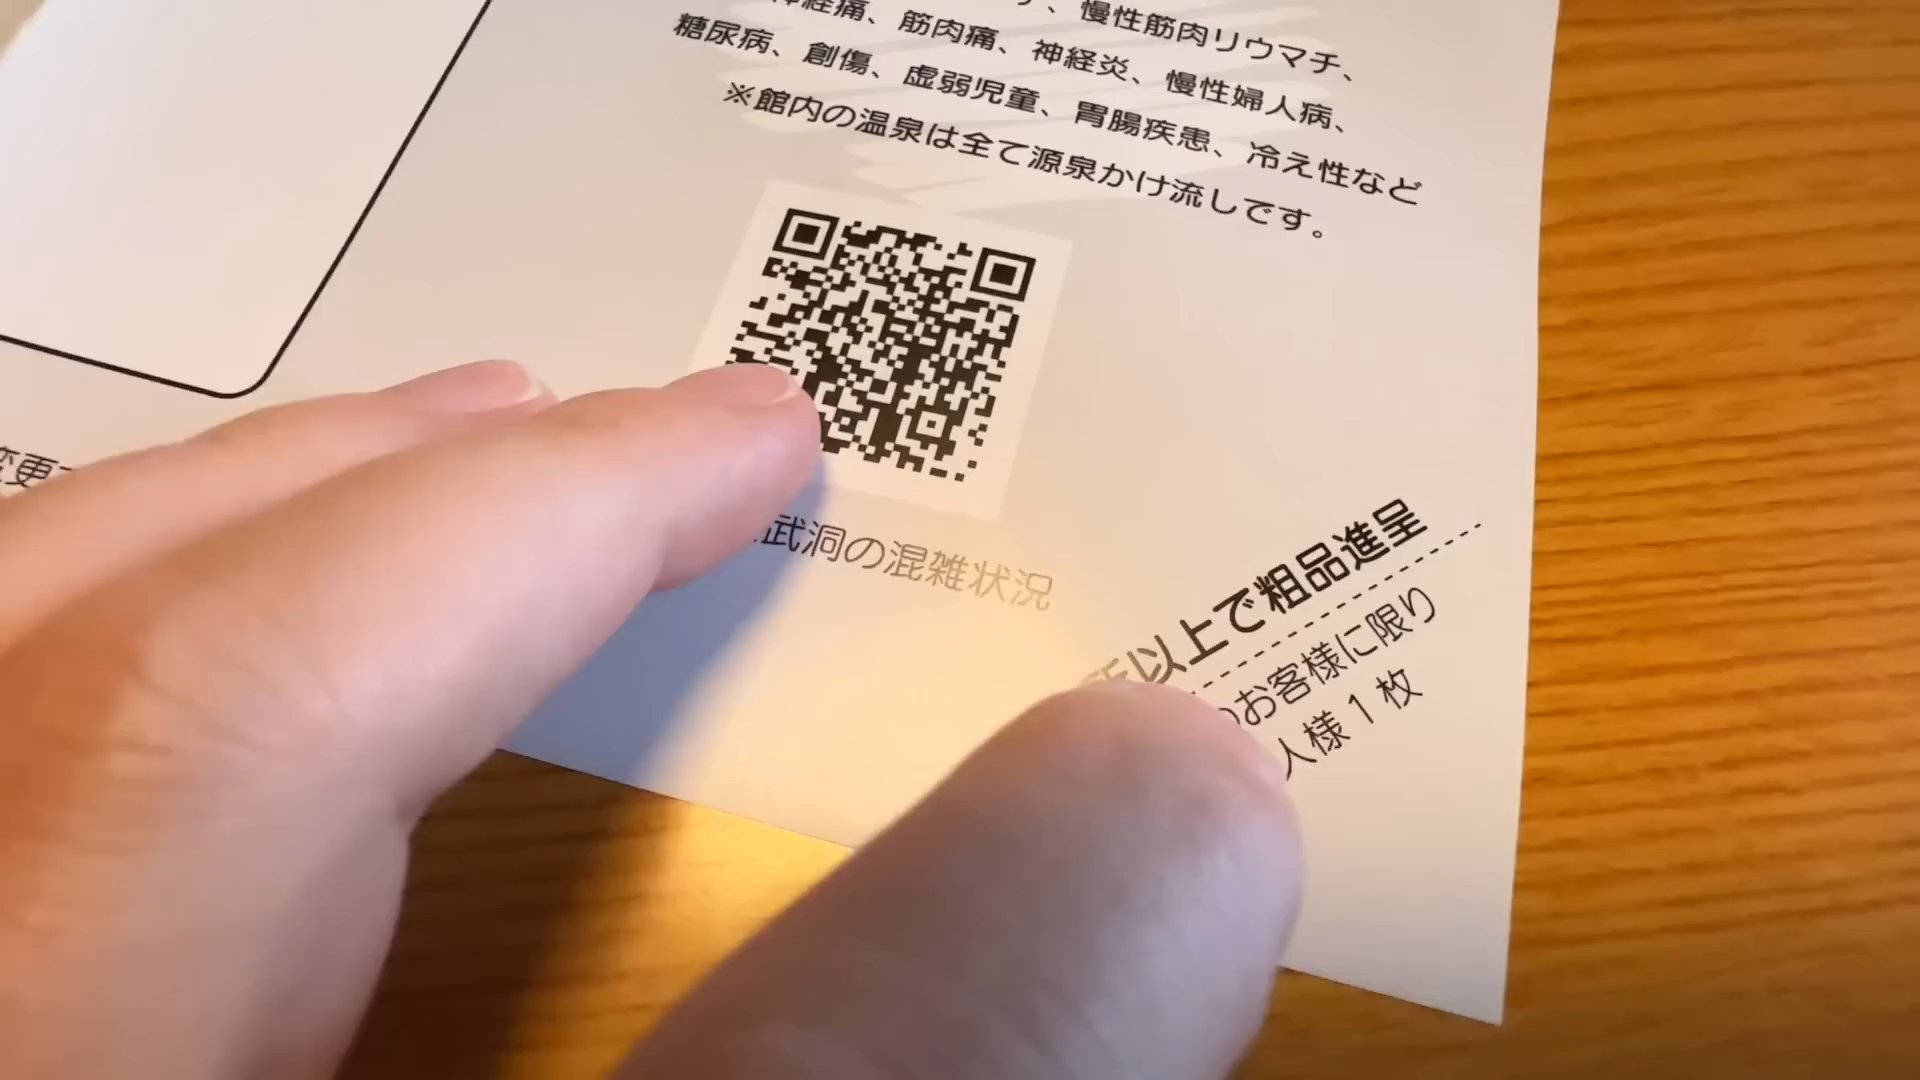 慢性筋肉リウマチ、
神経痛、筋肉痛、神経炎、慢性婦人病、
糖尿病、創傷、虚弱児童、胃腸疾患、冷え性など
※館内の温泉は全て源泉かけ流しです。
武洞の混雑状況
変更
所以上で粗品進呈
のお客様に限り
人様1枚